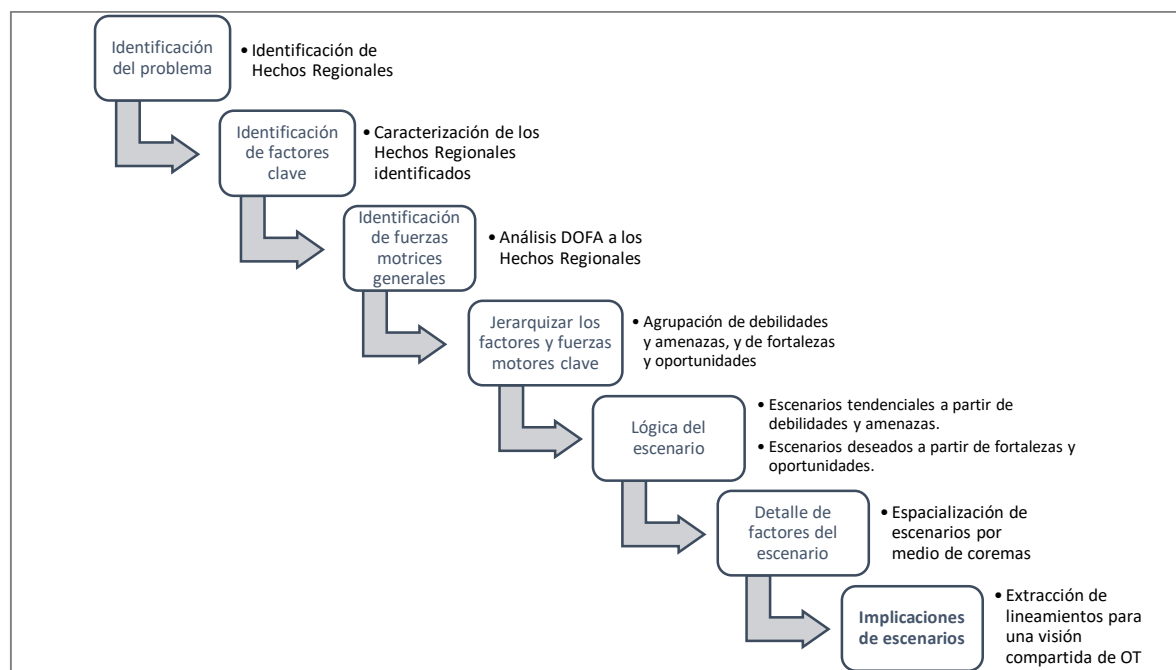 Identificación
del problema
• Identificación de
Hechos Regionales
Identificación
de factores
clave
• Caracterización de los
Hechos Regionales
identificados
Identificación
de fuerzas
motrices
generales
• Análisis DOFA a los
Hechos Regionales
Jerarquizar los
factores y fuerzas
motores clave
• Agrupación de debilidades
y amenazas, y de fortalezas
y oportunidades
Lógica del
escenario
• Escenarios tendenciales a partir de
debilidades y amenazas.
• Escenarios deseados a partir de fortalezas y
oportunidades.
Detalle de
factores del
escenario
• Espacialización de
escenarios por
medio de coremas
Implicaciones
de escenarios
• Extracción de
lineamientos para
una visión
compartida de OT